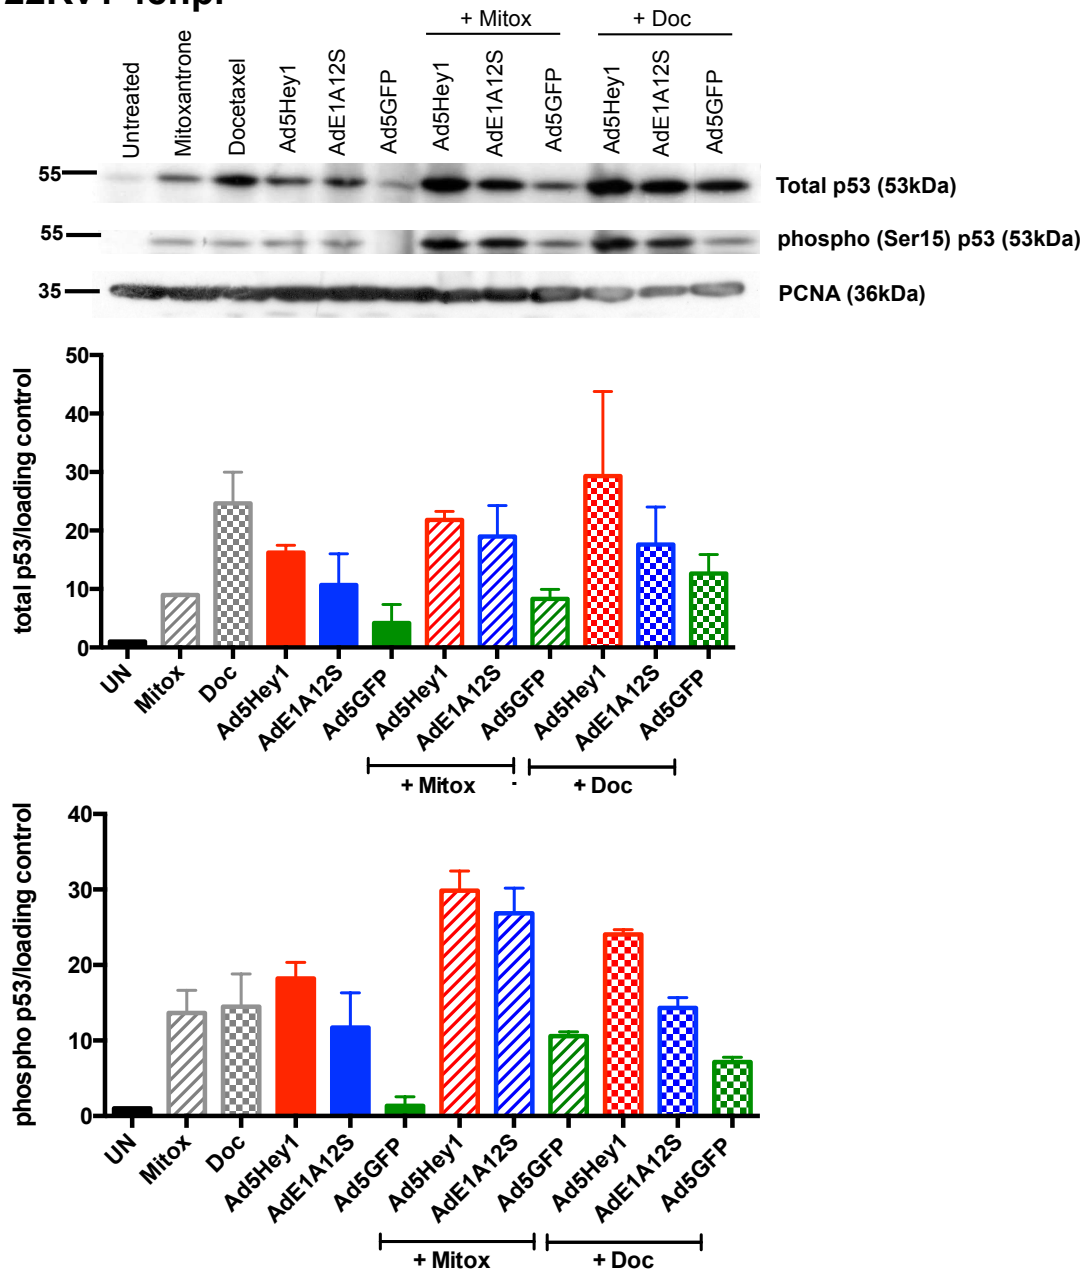 + Mitox + Doc
Untreated
Mitoxantrone
Docetaxel
Ad5Hey1
AdE1A12S
Ad5GFP
Ad5Hey1
AdE1A12S
Ad5GFP
Ad5Hey1
AdE1A12S
Ad5GFP
55 Total p53 (53kDa)
55 phospho (Ser15) p53 (53kDa)
35 PCNA (36kDa)
total p53/loading control
50
40
30
20
10
0
UN
Mitox
Doc
Ad5Hey1
AdE1A12S
Ad5GFP
Ad5Hey1
AdE1A12S
Ad5GFP
Ad5Hey1
AdE1A12S
Ad5GFP
+ Mitox + Doc
phospho p53/loading control
40
30
20
10
0
UN
Mitox
Doc
Ad5Hey1
AdE1A12S
Ad5GFP
Ad5Hey1
AdE1A12S
Ad5GFP
Ad5Hey1
AdE1A12S
Ad5GFP
+ Mitox + Doc